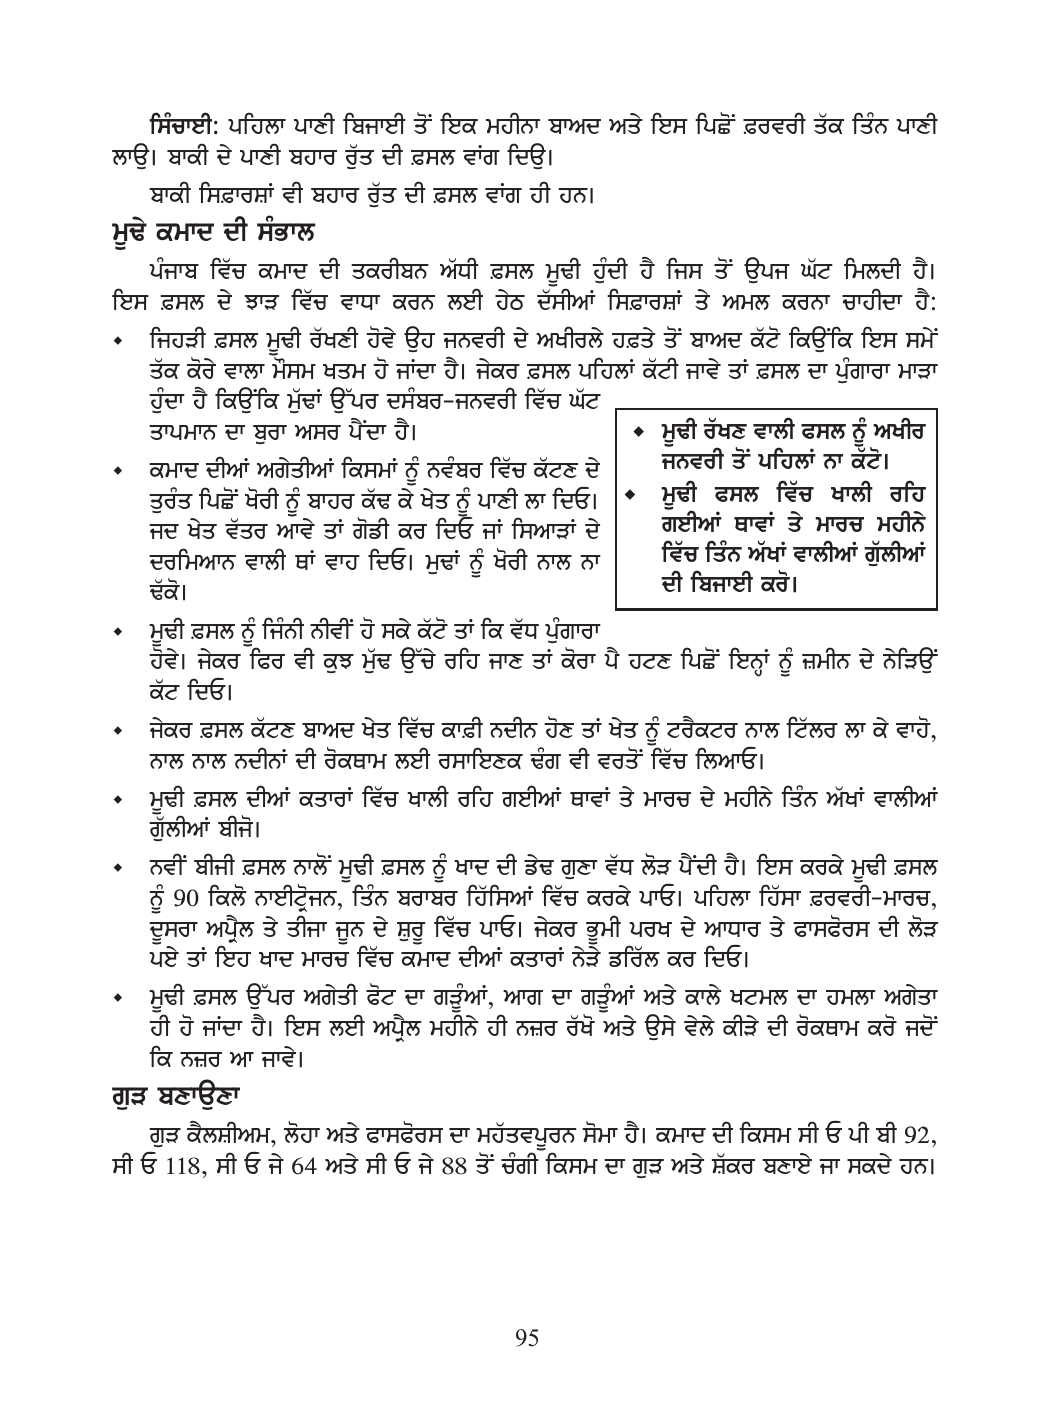 ਸਿੰਚਾਈ: ਪਹਿਲਾ ਪਾਣੀ ਬਿਜਾਈ ਤੋਂ ਇਕ ਮਹੀਨਾ ਬਾਅਦ ਅਤੇ ਇਸ ਪਿਛੋਂ ਫ਼ਰਵਰੀ ਤੱਕ ਤਿੰਨ ਪਾਣੀ
ਲਾਉ। ਬਾਕੀ ਦੇ ਪਾਣੀ ਬਹਾਰ ਰੁੱਤ ਦੀ ਫ਼ਸਲ ਵਾਂਗ ਦਿਉ।
ਬਾਕੀ ਸਿਫ਼ਾਰਸ਼ਾਂ ਵੀ ਬਹਾਰ ਰੁੱਤ ਦੀ ਫ਼ਸਲ ਵਾਂਗ ਹੀ ਹਨ।
ਮੂਢੇ ਕਮਾਦ ਦੀ ਸੰਭਾਲ
ਪੰਜਾਬ ਵਿੱਚ ਕਮਾਦ ਦੀ ਤਕਰੀਬਨ ਅੱਧੀ ਫ਼ਸਲ ਮੂਢੀ ਹੁੰਦੀ ਹੈ ਜਿਸ ਤੋਂ ਉਪਜ ਘੱਟ ਮਿਲਦੀ ਹੈ।
ਇਸ ਫ਼ਸਲ ਦੇ ਝਾੜ ਵਿੱਚ ਵਾਧਾ ਕਰਨ ਲਈ ਹੇਠ ਦੱਸੀਆਂ ਸਿਫ਼ਾਰਸ਼ਾਂ ਤੇ ਅਮਲ ਕਰਨਾ ਚਾਹੀਦਾ ਹੈ:
◆ ਜਿਹੜੀ ਫ਼ਸਲ ਮੂਢੀ ਰੱਖਣੀ ਹੋਵੇ ਉਹ ਜਨਵਰੀ ਦੇ ਅਖੀਰਲੇ ਹਫ਼ਤੇ ਤੋਂ ਬਾਅਦ ਕੱਟੋ ਕਿਉਂਕਿ ਇਸ ਸਮੇਂ
ਤੱਕ ਕੋਰੇ ਵਾਲਾ ਮੌਸਮ ਖਤਮ ਹੋ ਜਾਂਦਾ ਹੈ। ਜੇਕਰ ਫ਼ਸਲ ਪਹਿਲਾਂ ਕੱਟੀ ਜਾਵੇ ਤਾਂ ਫ਼ਸਲ ਦਾ ਪੁੰਗਾਰਾ ਮਾੜਾ
ਹੁੰਦਾ ਹੈ ਕਿਉਂਕਿ ਮੁੱਢਾਂ ਉੱਪਰ ਦਸੰਬਰ-ਜਨਵਰੀ ਵਿੱਚ ਘੱਟ
ਤਾਪਮਾਨ ਦਾ ਬੁਰਾ ਅਸਰ ਪੈਂਦਾ ਹੈ।
◆ ਕਮਾਦ ਦੀਆਂ ਅਗੇਤੀਆਂ ਕਿਸਮਾਂ ਨੂੰ ਨਵੰਬਰ ਵਿੱਚ ਕੱਟਣ ਦੇ
ਤੁਰੰਤ ਪਿਛੋਂ ਖੋਰੀ ਨੂੰ ਬਾਹਰ ਕੱਢ ਕੇ ਖੇਤ ਨੂੰ ਪਾਣੀ ਲਾ ਦਿਓ।
ਜਦ ਖੇਤ ਵੱਤਰ ਆਵੇ ਤਾਂ ਗੋਡੀ ਕਰ ਦਿਓ ਜਾਂ ਸਿਆੜਾਂ ਦੇ
ਦਰਮਿਆਨ ਵਾਲੀ ਥਾਂ ਵਾਹ ਦਿਓ। ਮੁਢਾਂ ਨੂੰ ਖੋਰੀ ਨਾਲ ਨਾ
ਢੱਕੋ।
◆ ਮੂਢੀ ਰੱਖਣ ਵਾਲੀ ਫਸਲ ਨੂੰ ਅਖੀਰ
ਜਨਵਰੀ ਤੋਂ ਪਹਿਲਾਂ ਨਾ ਕੱਟੋ।
◆ ਮੂਢੀ ਫਸਲ ਵਿੱਚ ਖਾਲੀ ਰਹਿ
ਗਈਆਂ ਥਾਵਾਂ ਤੇ ਮਾਰਚ ਮਹੀਨੇ
ਵਿੱਚ ਤਿੰਨ ਅੱਖਾਂ ਵਾਲੀਆਂ ਗੁੱਲੀਆਂ
ਦੀ ਬਿਜਾਈ ਕਰੋ।
◆ ਮੂਢੀ ਫ਼ਸਲ ਨੂੰ ਜਿੰਨੀ ਨੀਵੀਂ ਹੋ ਸਕੇ ਕੱਟੋ ਤਾਂ ਕਿ ਵੱਧ ਪੁੰਗਾਰਾ
ਹੋਵੇ। ਜੇਕਰ ਫਿਰ ਵੀ ਕੁਝ ਮੁੱਢ ਉੱਚੇ ਰਹਿ ਜਾਣ ਤਾਂ ਕੋਰਾ ਪੈ ਹਟਣ ਪਿਛੋਂ ਇਨ੍ਹਾਂ ਨੂੰ ਜ਼ਮੀਨ ਦੇ ਨੇੜਿਉਂ
ਕੱਟ ਦਿਓ।
◆ ਜੇਕਰ ਫ਼ਸਲ ਕੱਟਣ ਬਾਅਦ ਖੇਤ ਵਿੱਚ ਕਾਫ਼ੀ ਨਦੀਨ ਹੋਣ ਤਾਂ ਖੇਤ ਨੂੰ ਟਰੈਕਟਰ ਨਾਲ ਟਿੱਲਰ ਲਾ ਕੇ ਵਾਹੋ,
ਨਾਲ ਨਾਲ ਨਦੀਨਾਂ ਦੀ ਰੋਕਥਾਮ ਲਈ ਰਸਾਇਣਕ ਢੰਗ ਵੀ ਵਰਤੋਂ ਵਿੱਚ ਲਿਆਓ।
◆ ਮੂਢੀ ਫ਼ਸਲ ਦੀਆਂ ਕਤਾਰਾਂ ਵਿੱਚ ਖਾਲੀ ਰਹਿ ਗਈਆਂ ਥਾਵਾਂ ਤੇ ਮਾਰਚ ਦੇ ਮਹੀਨੇ ਤਿੰਨ ਅੱਖਾਂ ਵਾਲੀਆਂ
ਗੁੱਲੀਆਂ ਬੀਜੋ।
◆ ਨਵੀਂ ਬੀਜੀ ਫ਼ਸਲ ਨਾਲੋਂ ਮੂਢੀ ਫ਼ਸਲ ਨੂੰ ਖਾਦ ਦੀ ਡੇਢ ਗੁਣਾ ਵੱਧ ਲੋੜ ਪੈਂਦੀ ਹੈ। ਇਸ ਕਰਕੇ ਮੂਢੀ ਫ਼ਸਲ
ਨੂੰ 90 ਕਿਲੋ ਨਾਈਟ੍ਰੋਜਨ, ਤਿੰਨ ਬਰਾਬਰ ਹਿੱਸਿਆਂ ਵਿੱਚ ਕਰਕੇ ਪਾਓ। ਪਹਿਲਾ ਹਿੱਸਾ ਫ਼ਰਵਰੀ-ਮਾਰਚ,
ਦੂਸਰਾ ਅਪ੍ਰੈਲ ਤੇ ਤੀਜਾ ਜੂਨ ਦੇ ਸ਼ੁਰੂ ਵਿੱਚ ਪਾਓ। ਜੇਕਰ ਭੂਮੀ ਪਰਖ ਦੇ ਆਧਾਰ ਤੇ ਫਾਸਫੋਰਸ ਦੀ ਲੋੜ
ਪਏ ਤਾਂ ਇਹ ਖਾਦ ਮਾਰਚ ਵਿੱਚ ਕਮਾਦ ਦੀਆਂ ਕਤਾਰਾਂ ਨੇੜੇ ਡਰਿੱਲ ਕਰ ਦਿਓ।
◆ ਮੂਢੀ ਫ਼ਸਲ ਉੱਪਰ ਅਗੇਤੀ ਫੋਟ ਦਾ ਗੜੂੰਆਂ, ਆਗ ਦਾ ਗੜੂੰਆਂ ਅਤੇ ਕਾਲੇ ਖਟਮਲ ਦਾ ਹਮਲਾ ਅਗੇਤਾ
ਹੀ ਹੋ ਜਾਂਦਾ ਹੈ। ਇਸ ਲਈ ਅਪ੍ਰੈਲ ਮਹੀਨੇ ਹੀ ਨਜ਼ਰ ਰੱਖੋ ਅਤੇ ਉਸੇ ਵੇਲੇ ਕੀੜੇ ਦੀ ਰੋਕਥਾਮ ਕਰੋ ਜਦੋਂ
ਕਿ ਨਜ਼ਰ ਆ ਜਾਵੇ।
ਗੁੜ ਬਣਾਉਣਾ
ਗੁੜ ਕੈਲਸ਼ੀਅਮ, ਲੋਹਾ ਅਤੇ ਫਾਸਫੋਰਸ ਦਾ ਮਹੱਤਵਪੂਰਨ ਸੋਮਾ ਹੈ। ਕਮਾਦ ਦੀ ਕਿਸਮ ਸੀ ਓ ਪੀ ਬੀ 92,
ਸੀ ਓ 118, ਸੀ ਓ ਜੇ 64 ਅਤੇ ਸੀ ਓ ਜੇ 88 ਤੋਂ ਚੰਗੀ ਕਿਸਮ ਦਾ ਗੁੜ ਅਤੇ ਸ਼ੱਕਰ ਬਣਾਏ ਜਾ ਸਕਦੇ ਹਨ।
95